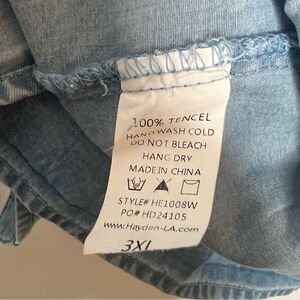 100% TENCEL
HAND WASH COLD
DO NOT BLEACH
HANG DRY
MADE IN CHINA
STYLE# HE1008W
PO# HD24105
www.Hayden-LA.com
3XL